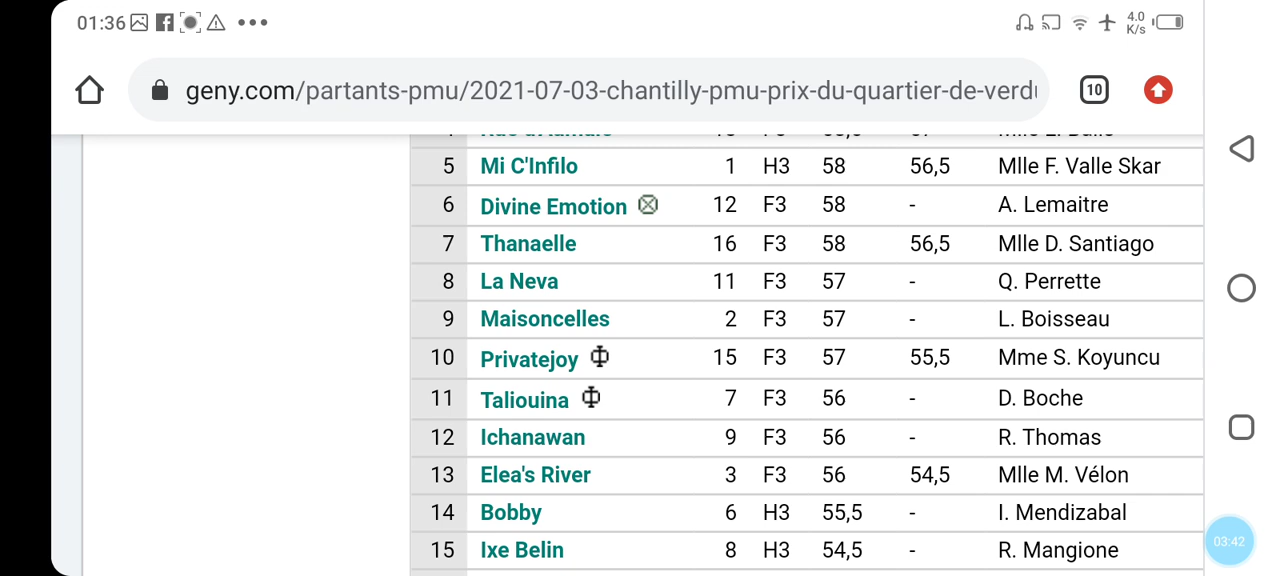 01:36 4.0 K/s
geny.com/partants-pmu/2021-07-03-chantilly-pmu-prix-du-quartier-de-verdu 10
5 Mi C'Infilo 1 H3 58 56,5 Mlle F. Valle Skar
6 Divine Emotion 12 F3 58 - A. Lemaitre
7 Thanaelle 16 F3 58 56,5 Mlle D. Santiago
8 La Neva 11 F3 57 - Q. Perrette
9 Maisoncelles 2 F3 57 - L. Boisseau
10 Privatejoy 15 F3 57 55,5 Mme S. Koyuncu
11 Taliouina 7 F3 56 - D. Boche
12 Ichanawan 9 F3 56 - R. Thomas
13 Elea's River 3 F3 56 54,5 Mlle M. Vélon
14 Bobby 6 H3 55,5 - I. Mendizabal
15 Ixe Belin 8 H3 54,5 - R. Mangione
03:42